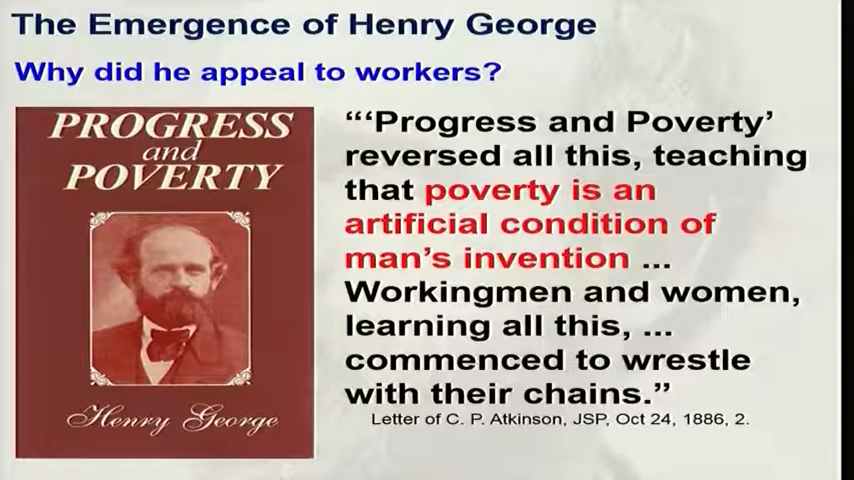 The Emergence of Henry George
Why did he appeal to workers?
PROGRESS
and
POVERTY
Henry George
“‘Progress and Poverty’
reversed all this, teaching
that poverty is an
artificial condition of
man’s invention ...
Workingmen and women,
learning all this, ...
commenced to wrestle
with their chains.”
Letter of C. P. Atkinson, JSP, Oct 24, 1886, 2.